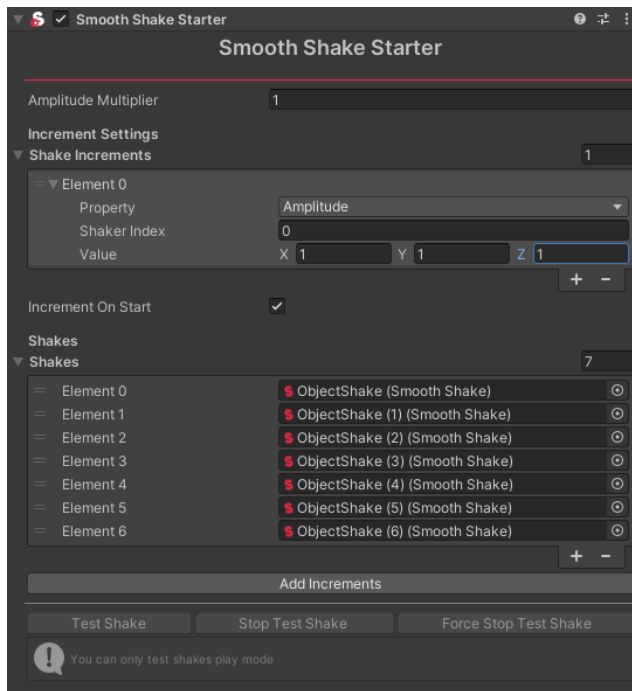 Smooth Shake Starter
Smooth Shake Starter
Amplitude Multiplier 1
Increment Settings
Shake Increments 1
Element 0
Property Amplitude
Shaker Index 0
Value X 1 Y 1 Z 1
+ -
Increment On Start
Shakes
Shakes 7
Element 0 ObjectShake (Smooth Shake)
Element 1 ObjectShake (1) (Smooth Shake)
Element 2 ObjectShake (2) (Smooth Shake)
Element 3 ObjectShake (3) (Smooth Shake)
Element 4 ObjectShake (4) (Smooth Shake)
Element 5 ObjectShake (5) (Smooth Shake)
Element 6 ObjectShake (6) (Smooth Shake)
+ -
Add Increments
Test Shake Stop Test Shake Force Stop Test Shake
You can only test shakes play mode